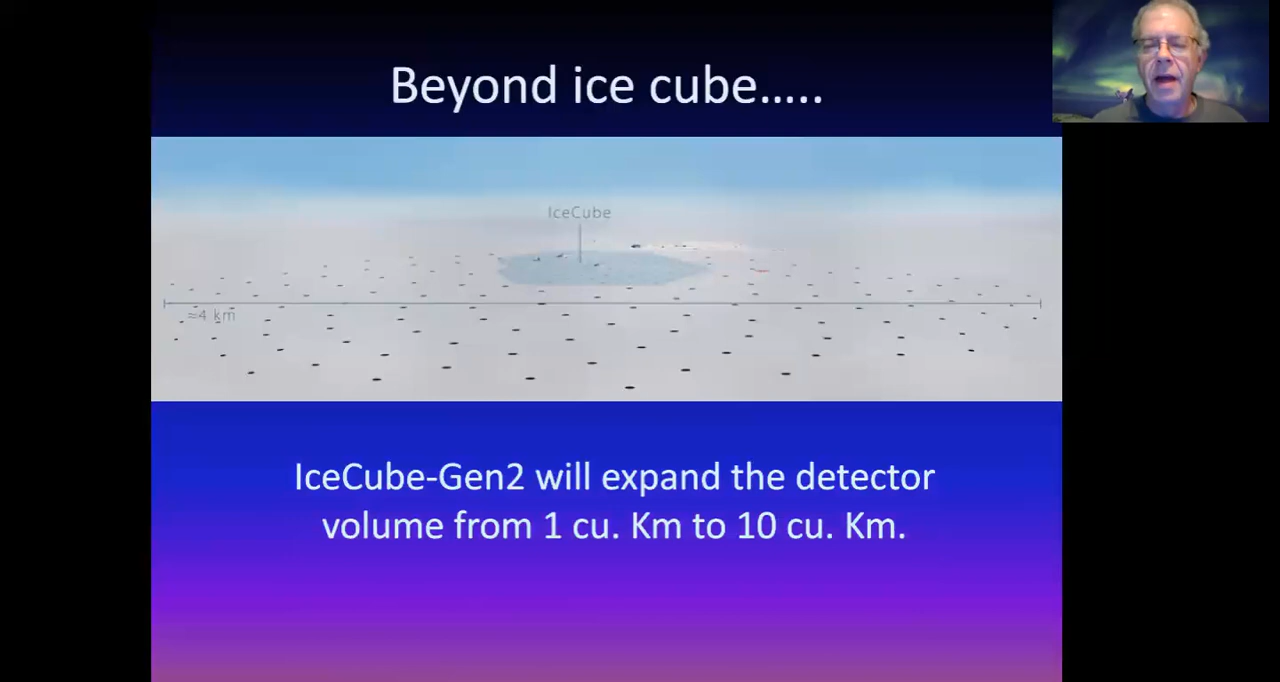 Beyond ice cube.....
IceCube
≈4 km
IceCube-Gen2 will expand the detector
volume from 1 cu. Km to 10 cu. Km.